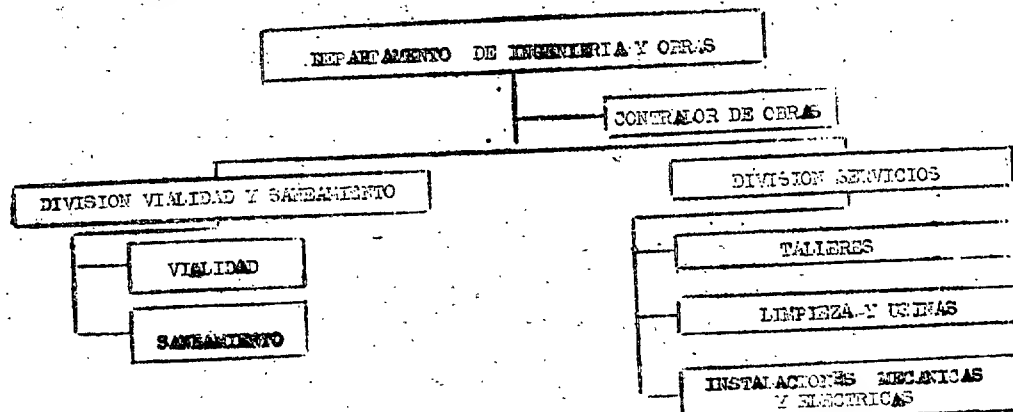 DEPARTAMENTO DE INGENIERIA Y OBRAS
CONTRALOR DE OBRAS
DIVISION VIALIDAD Y SANEAMIENTO
DIVISION SERVICIOS
VIALIDAD
SANEAMIENTO
TALLERES
LIMPIEZA Y USINAS
INSTALACIONES MECANICAS
Y ELECTRICAS